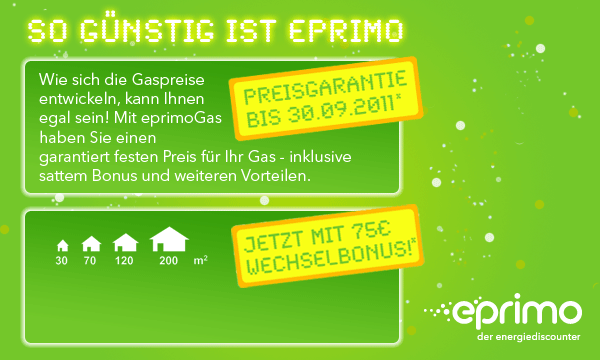 SO GÜNSTIG IST EPRIMO
Wie sich die Gaspreise
entwickeln, kann Ihnen
egal sein! Mit eprimoGas
haben Sie einen
garantiert festen Preis für Ihr Gas - inklusive
sattem Bonus und weiteren Vorteilen.
PREISGARANTIE
BIS 30.09.2011*
30 70 120 200 m²
JETZT MIT 75€
WECHSELBONUS!*
eprimo
der energiediscounter